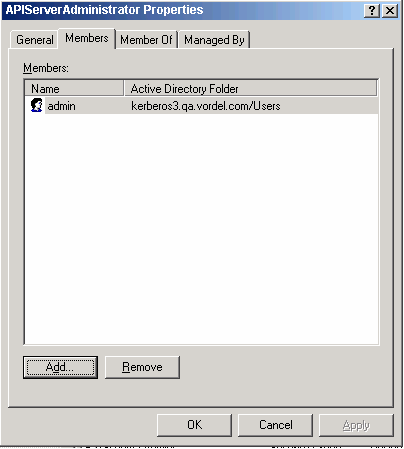 APIServerAdministrator Properties
General Members Member Of Managed By
Members:
Name Active Directory Folder
admin kerberos3.qa.vordel.com/Users
Add... Remove
OK Cancel Apply